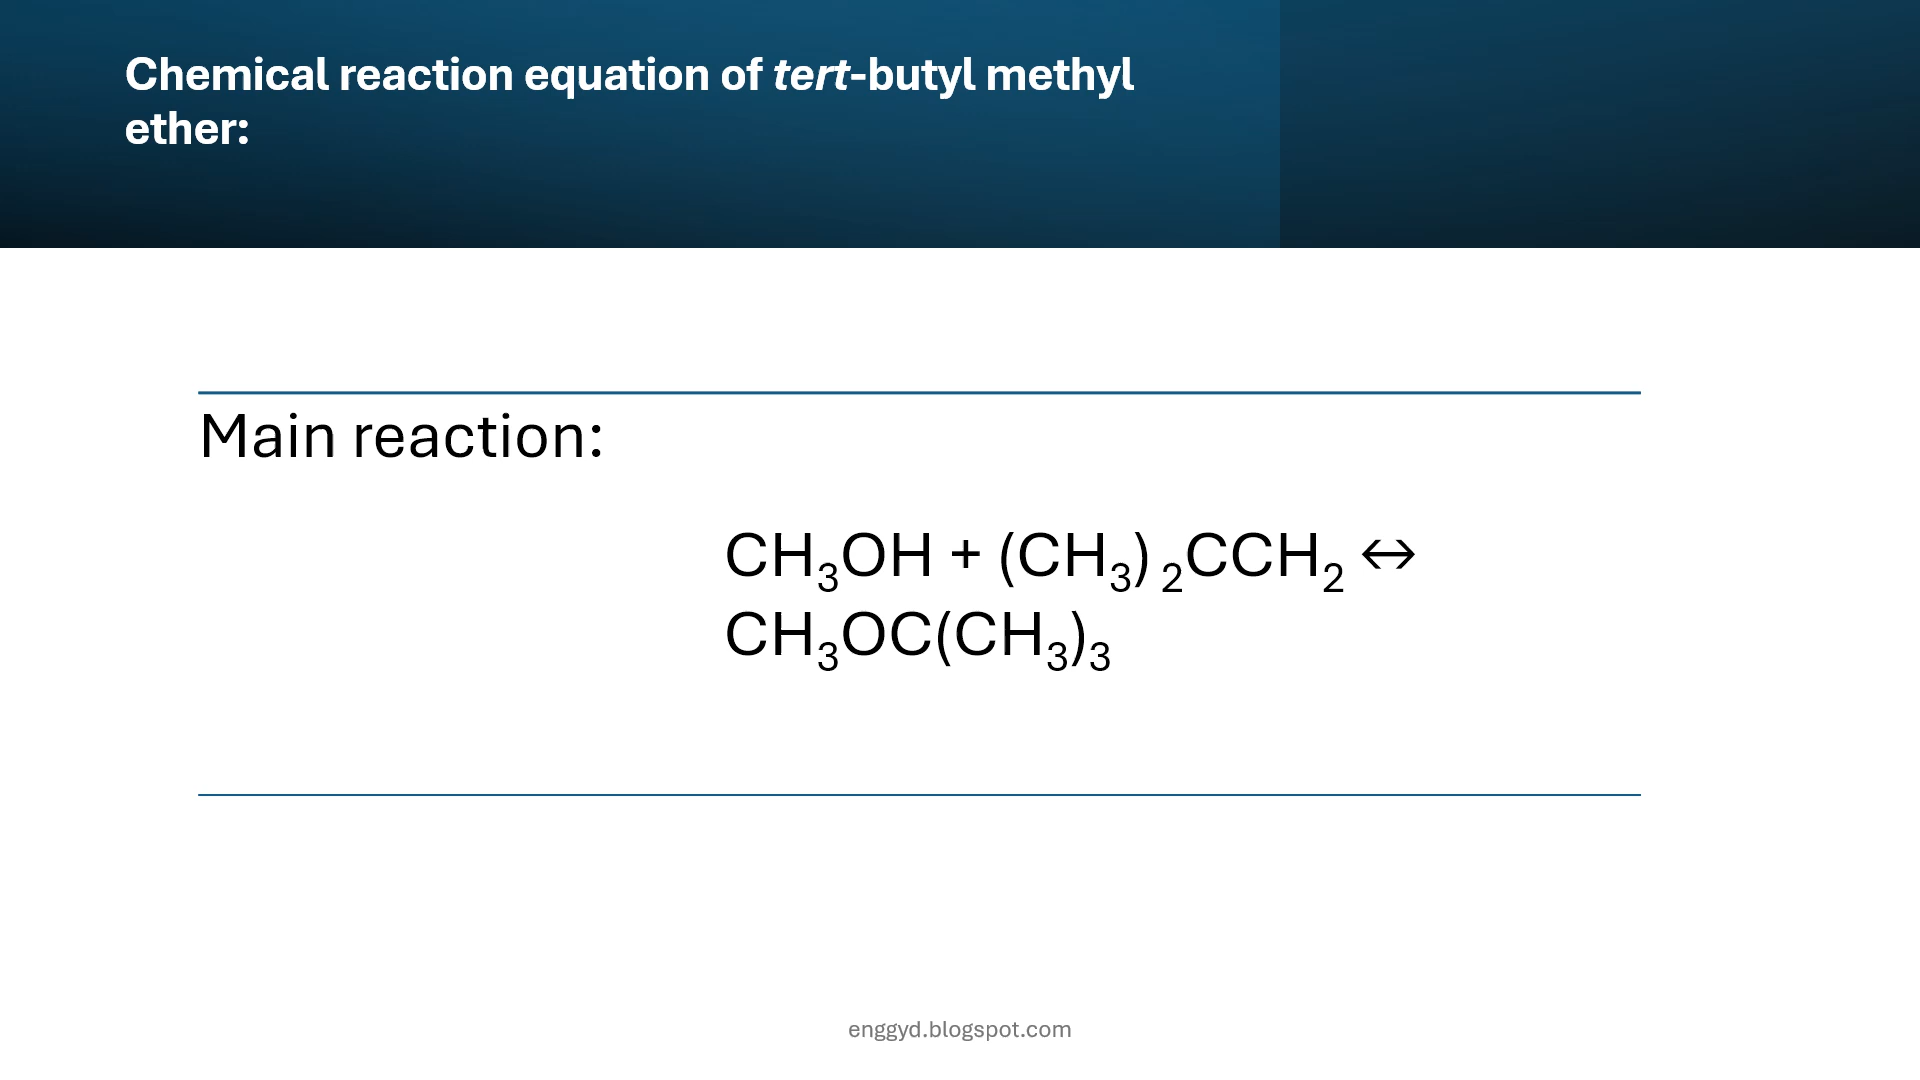 Chemical reaction equation of tert-butyl methyl
ether:
Main reaction:
CH₃OH + (CH₃) ₂CCH₂ ↔
CH₃OC(CH₃)₃
enggyd.blogspot.com